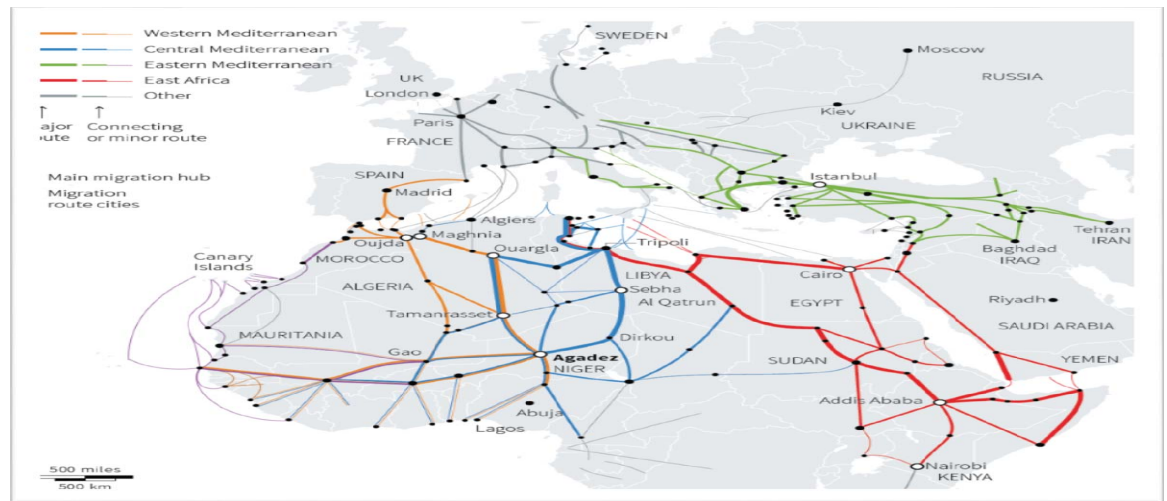 Western Mediterranean
Central Mediterranean
Eastern Mediterranean
East Africa
Other
ajor
ute
Connecting
or minor route
Main migration hub
Migration
route cities
SWEDEN
Moscow
RUSSIA
UK
London
Kiev
UKRAINE
Paris
FRANCE
SPAIN
Madrid
Istanbul
Algiers
Tehran
IRAN
Oujda
Maghnia
Ouargla
Tripoli
Baghdad
IRAQ
Canary
Islands
MOROCCO
Cairo
LIBYA
Sebha
ALGERIA
Al Qatrun
EGYPT
Riyadh
Tamanrasset
SAUDI ARABIA
MAURITANIA
Dirkou
Gao
Agadez
NIGER
SUDAN
YEMEN
Abuja
Addis Ababa
Lagos
Nairobi
KENYA
500 miles
500 km